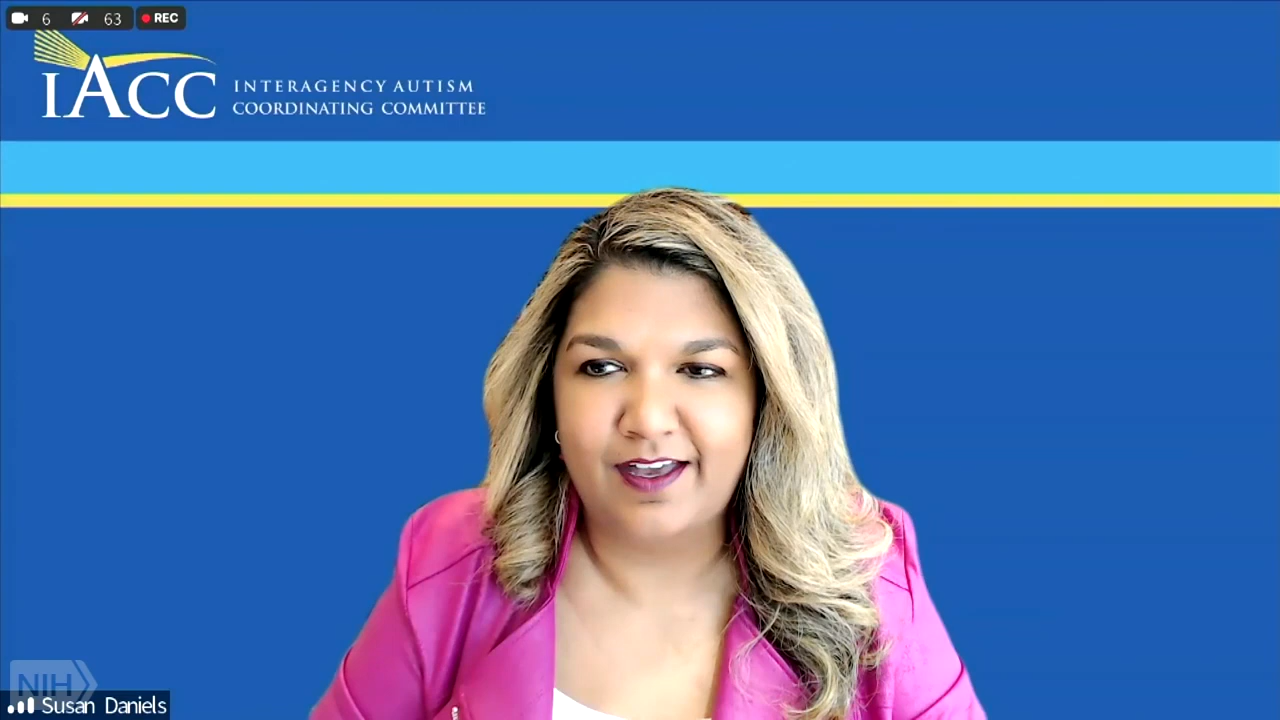 6 63 REC
IACC INTERAGENCY AUTISM
COORDINATING COMMITTEE
NIH
Susan Daniels